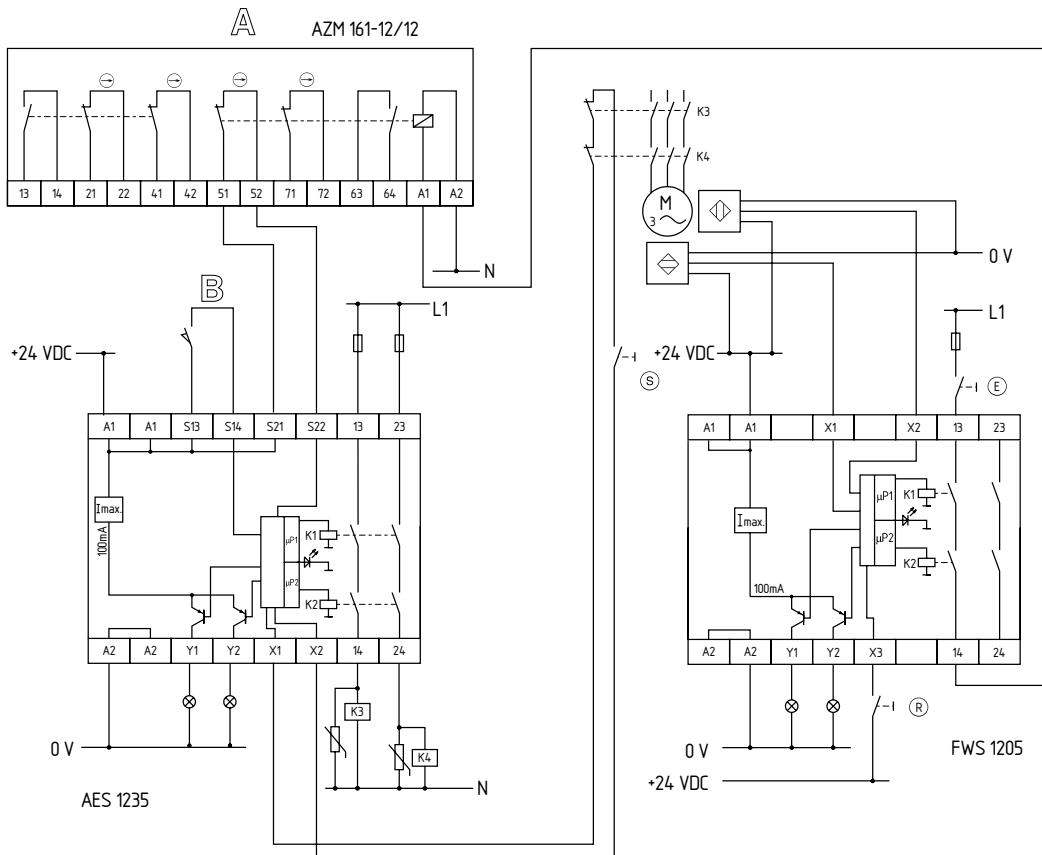 A AZM 161-12/12
13 14 21 22 41 42 51 52 71 72 63 64 A1 A2
N
K3
K4
M
3
0 V
B
L1
+24 VDC
S
+24 VDC
L1
E
A1 A1 S13 S14 S21 S22 13 23
Imax.
100mA
µP1
µP2
K1
K2
A2 A2 Y1 Y2 X1 X2 14 24
K3
K4
0 V
N
AES 1235
A1 A1 X1 X2 13 23
Imax.
100mA
µP1
µP2
K1
K2
A2 A2 Y1 Y2 X3 14 24
R
0 V
+24 VDC
FWS 1205